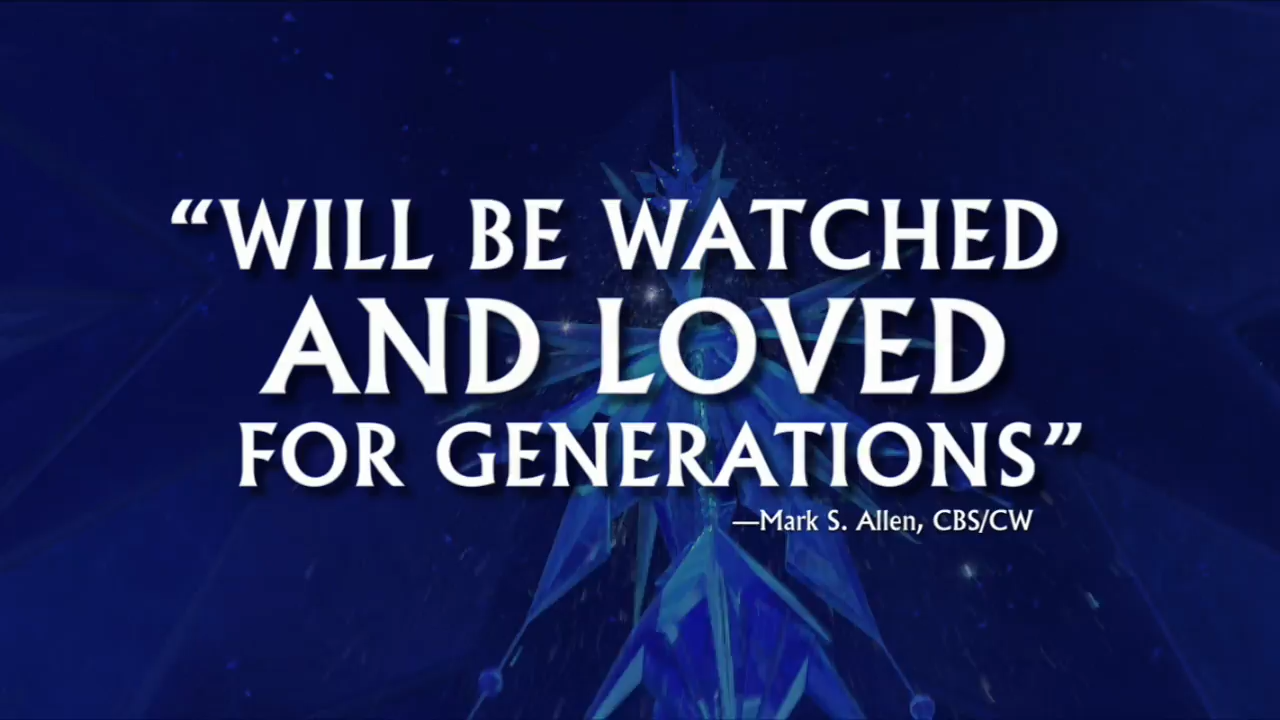 “WILL BE WATCHED
AND LOVED
FOR GENERATIONS”
—Mark S. Allen, CBS/CW